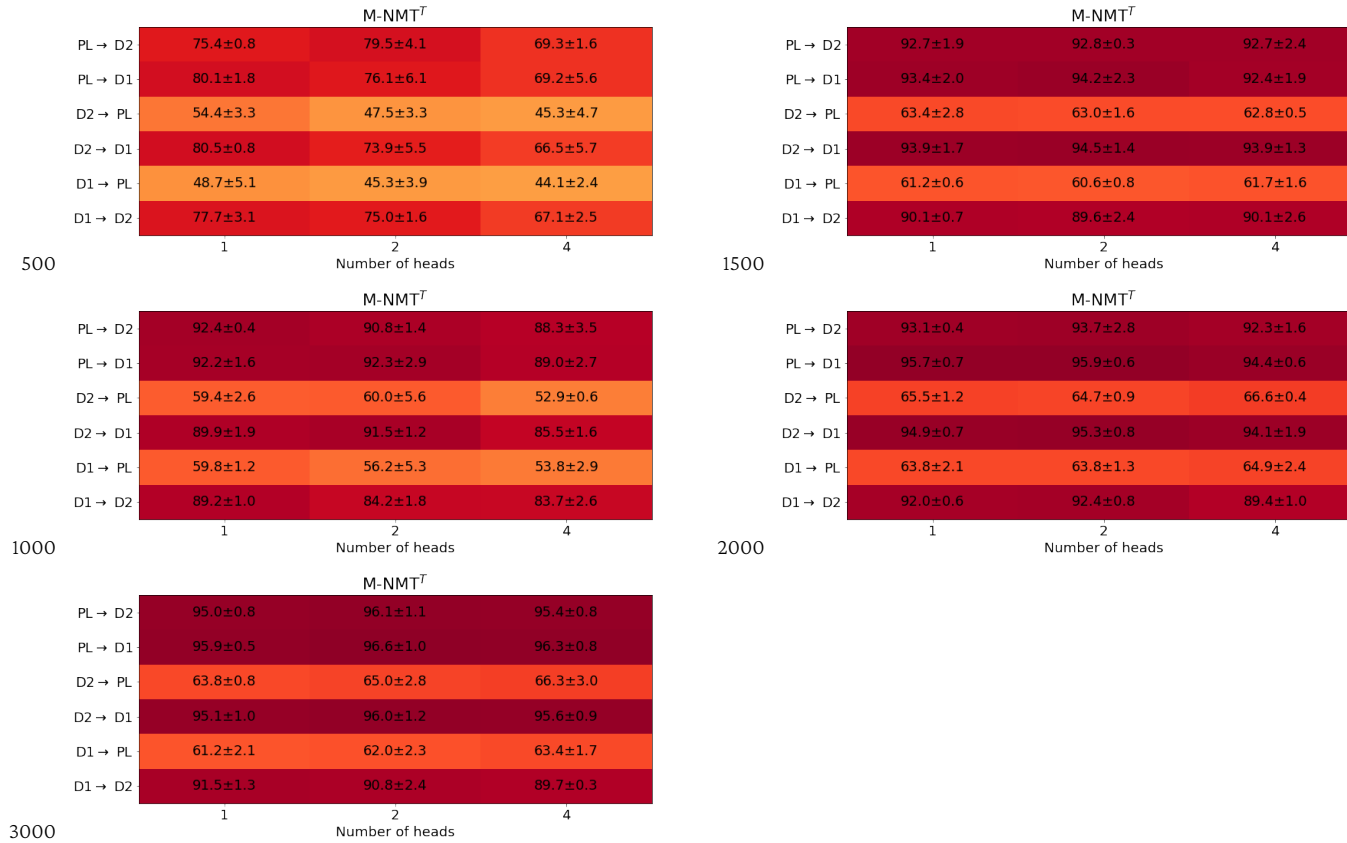 M-NMT^T
PL → D2 75.4±0.8 79.5±4.1 69.3±1.6
PL → D1 80.1±1.8 76.1±6.1 69.2±5.6
D2 → PL 54.4±3.3 47.5±3.3 45.3±4.7
D2 → D1 80.5±0.8 73.9±5.5 66.5±5.7
D1 → PL 48.7±5.1 45.3±3.9 44.1±2.4
D1 → D2 77.7±3.1 75.0±1.6 67.1±2.5
1 2 4
500 Number of heads
M-NMT^T
PL → D2 92.7±1.9 92.8±0.3 92.7±2.4
PL → D1 93.4±2.0 94.2±2.3 92.4±1.9
D2 → PL 63.4±2.8 63.0±1.6 62.8±0.5
D2 → D1 93.9±1.7 94.5±1.4 93.9±1.3
D1 → PL 61.2±0.6 60.6±0.8 61.7±1.6
D1 → D2 90.1±0.7 89.6±2.4 90.1±2.6
1 2 4
1500 Number of heads
M-NMT^T
PL → D2 92.4±0.4 90.8±1.4 88.3±3.5
PL → D1 92.2±1.6 92.3±2.9 89.0±2.7
D2 → PL 59.4±2.6 60.0±5.6 52.9±0.6
D2 → D1 89.9±1.9 91.5±1.2 85.5±1.6
D1 → PL 59.8±1.2 56.2±5.3 53.8±2.9
D1 → D2 89.2±1.0 84.2±1.8 83.7±2.6
1 2 4
1000 Number of heads
M-NMT^T
PL → D2 93.1±0.4 93.7±2.8 92.3±1.6
PL → D1 95.7±0.7 95.9±0.6 94.4±0.6
D2 → PL 65.5±1.2 64.7±0.9 66.6±0.4
D2 → D1 94.9±0.7 95.3±0.8 94.1±1.9
D1 → PL 63.8±2.1 63.8±1.3 64.9±2.4
D1 → D2 92.0±0.6 92.4±0.8 89.4±1.0
1 2 4
2000 Number of heads
M-NMT^T
PL → D2 95.0±0.8 96.1±1.1 95.4±0.8
PL → D1 95.9±0.5 96.6±1.0 96.3±0.8
D2 → PL 63.8±0.8 65.0±2.8 66.3±3.0
D2 → D1 95.1±1.0 96.0±1.2 95.6±0.9
D1 → PL 61.2±2.1 62.0±2.3 63.4±1.7
D1 → D2 91.5±1.3 90.8±2.4 89.7±0.3
1 2 4
3000 Number of heads